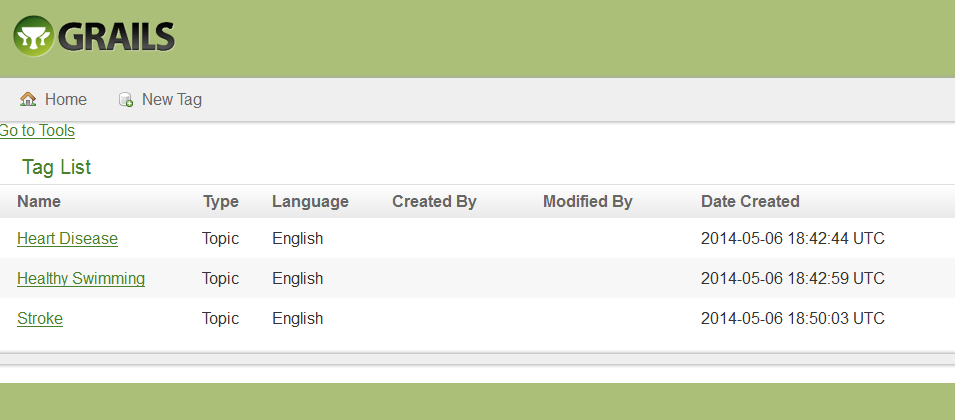 GRAILS
Home New Tag
Go to Tools
Tag List
Name Type Language Created By Modified By Date Created
Heart Disease Topic English 2014-05-06 18:42:44 UTC
Healthy Swimming Topic English 2014-05-06 18:42:59 UTC
Stroke Topic English 2014-05-06 18:50:03 UTC